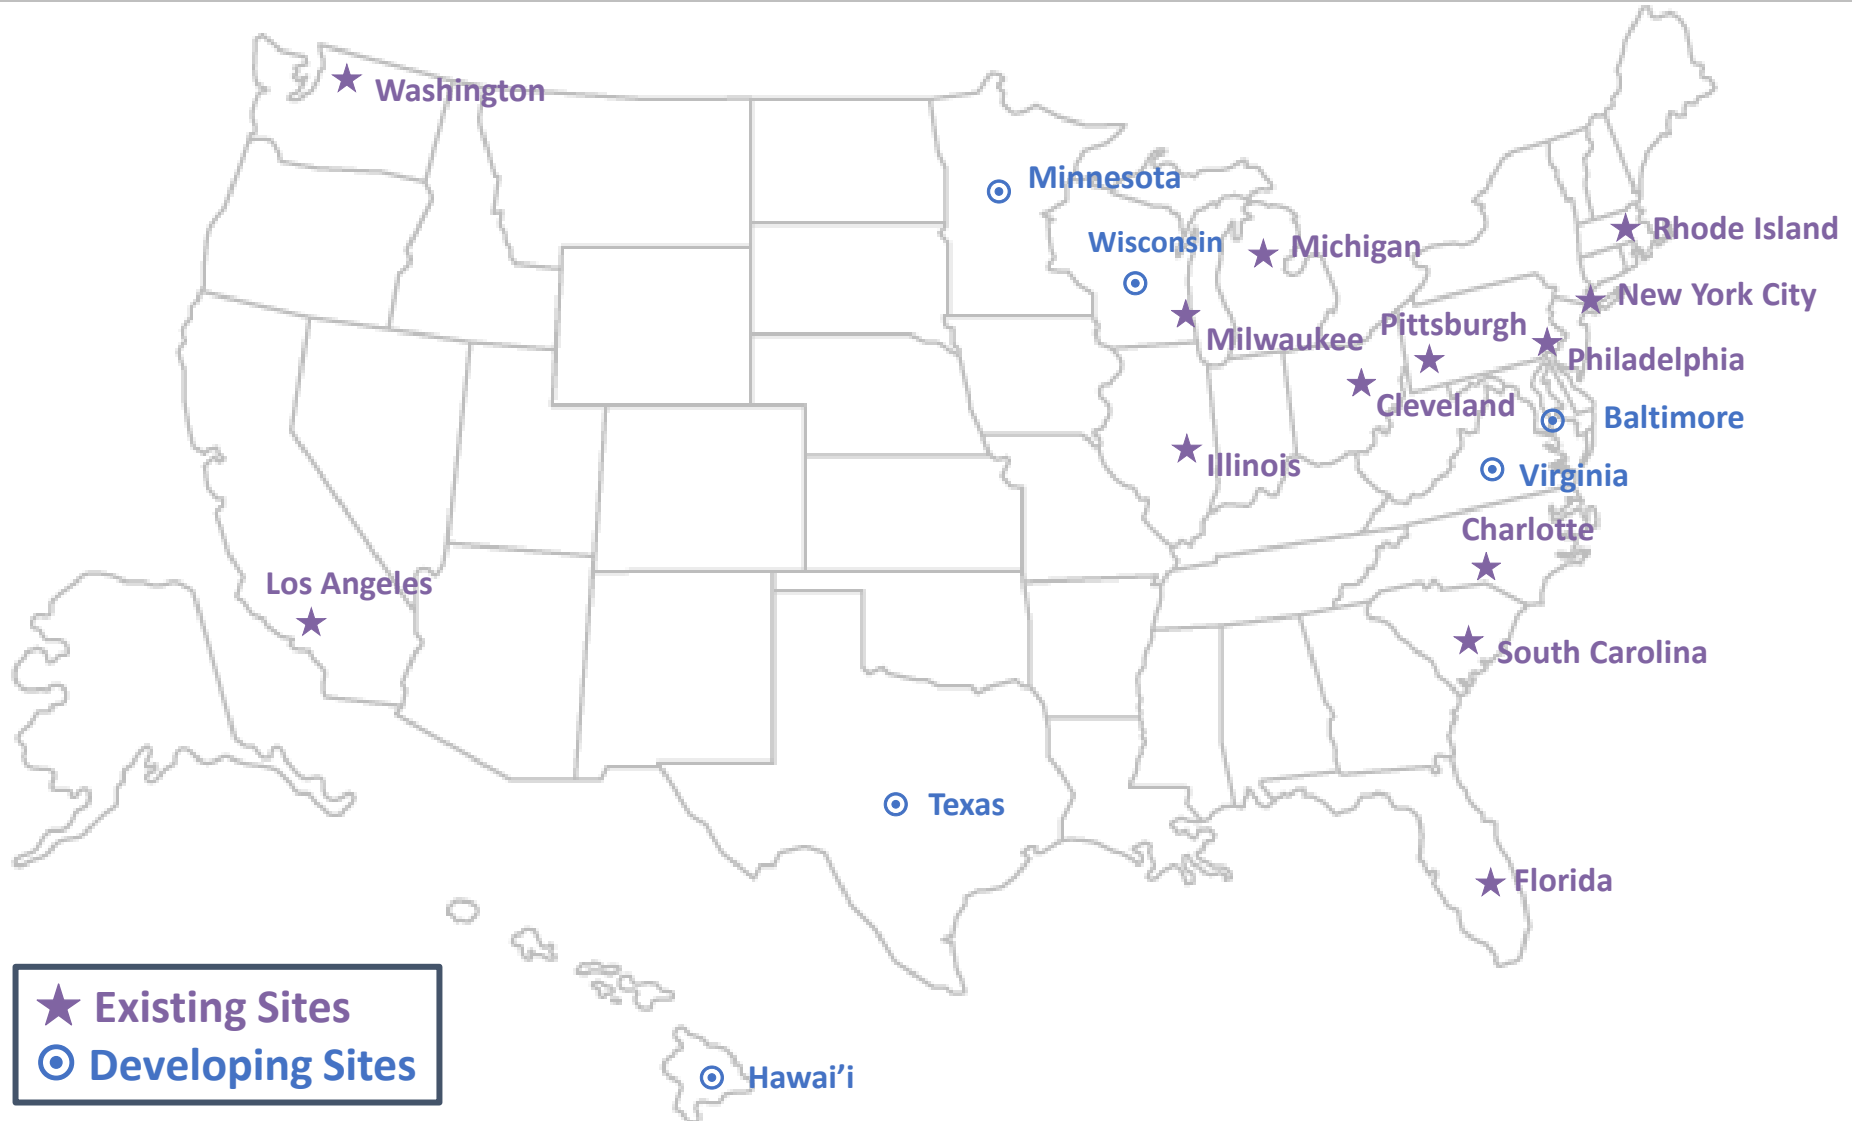 Washington
Minnesota
Rhode Island
Wisconsin
Michigan
New York City
Pittsburgh
Milwaukee
Philadelphia
Cleveland
Baltimore
Illinois
Virginia
Charlotte
Los Angeles
South Carolina
Texas
Florida
Existing Sites
Developing Sites
Hawai’i